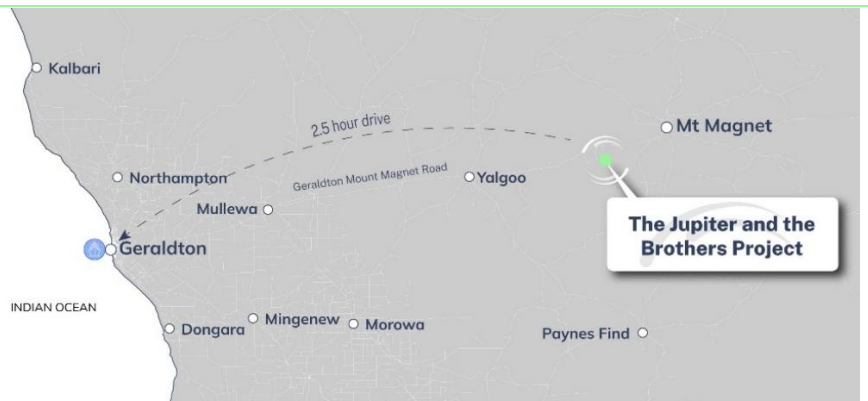 Kalbari
2.5 hour drive
Mt Magnet
Northampton
Geraldton Mount Magnet Road
Yalgoo
Mullewa
The Jupiter and the
Brothers Project
Geraldton
INDIAN OCEAN
Dongara
Mingenew
Morowa
Paynes Find